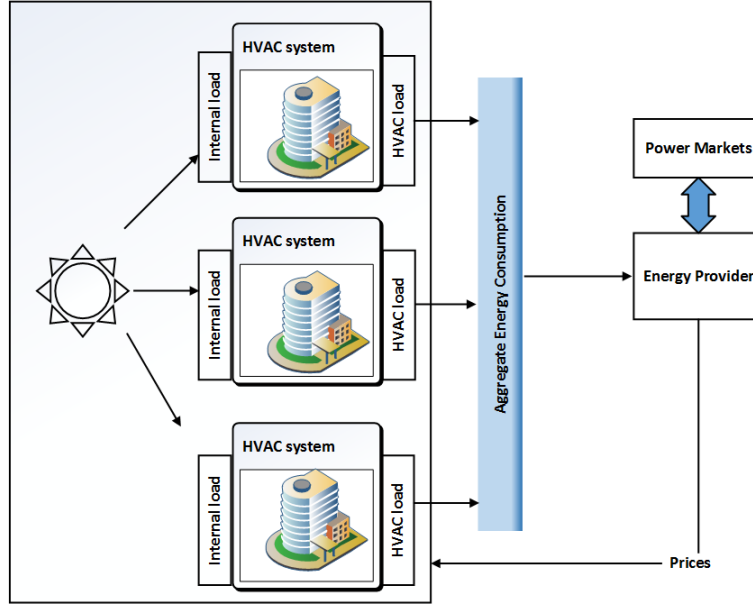 HVAC system
Internal load
HVAC load
HVAC system
Internal load
HVAC load
HVAC system
Internal load
HVAC load
Aggregate Energy Consumption
Power Markets
Energy Provider
Prices